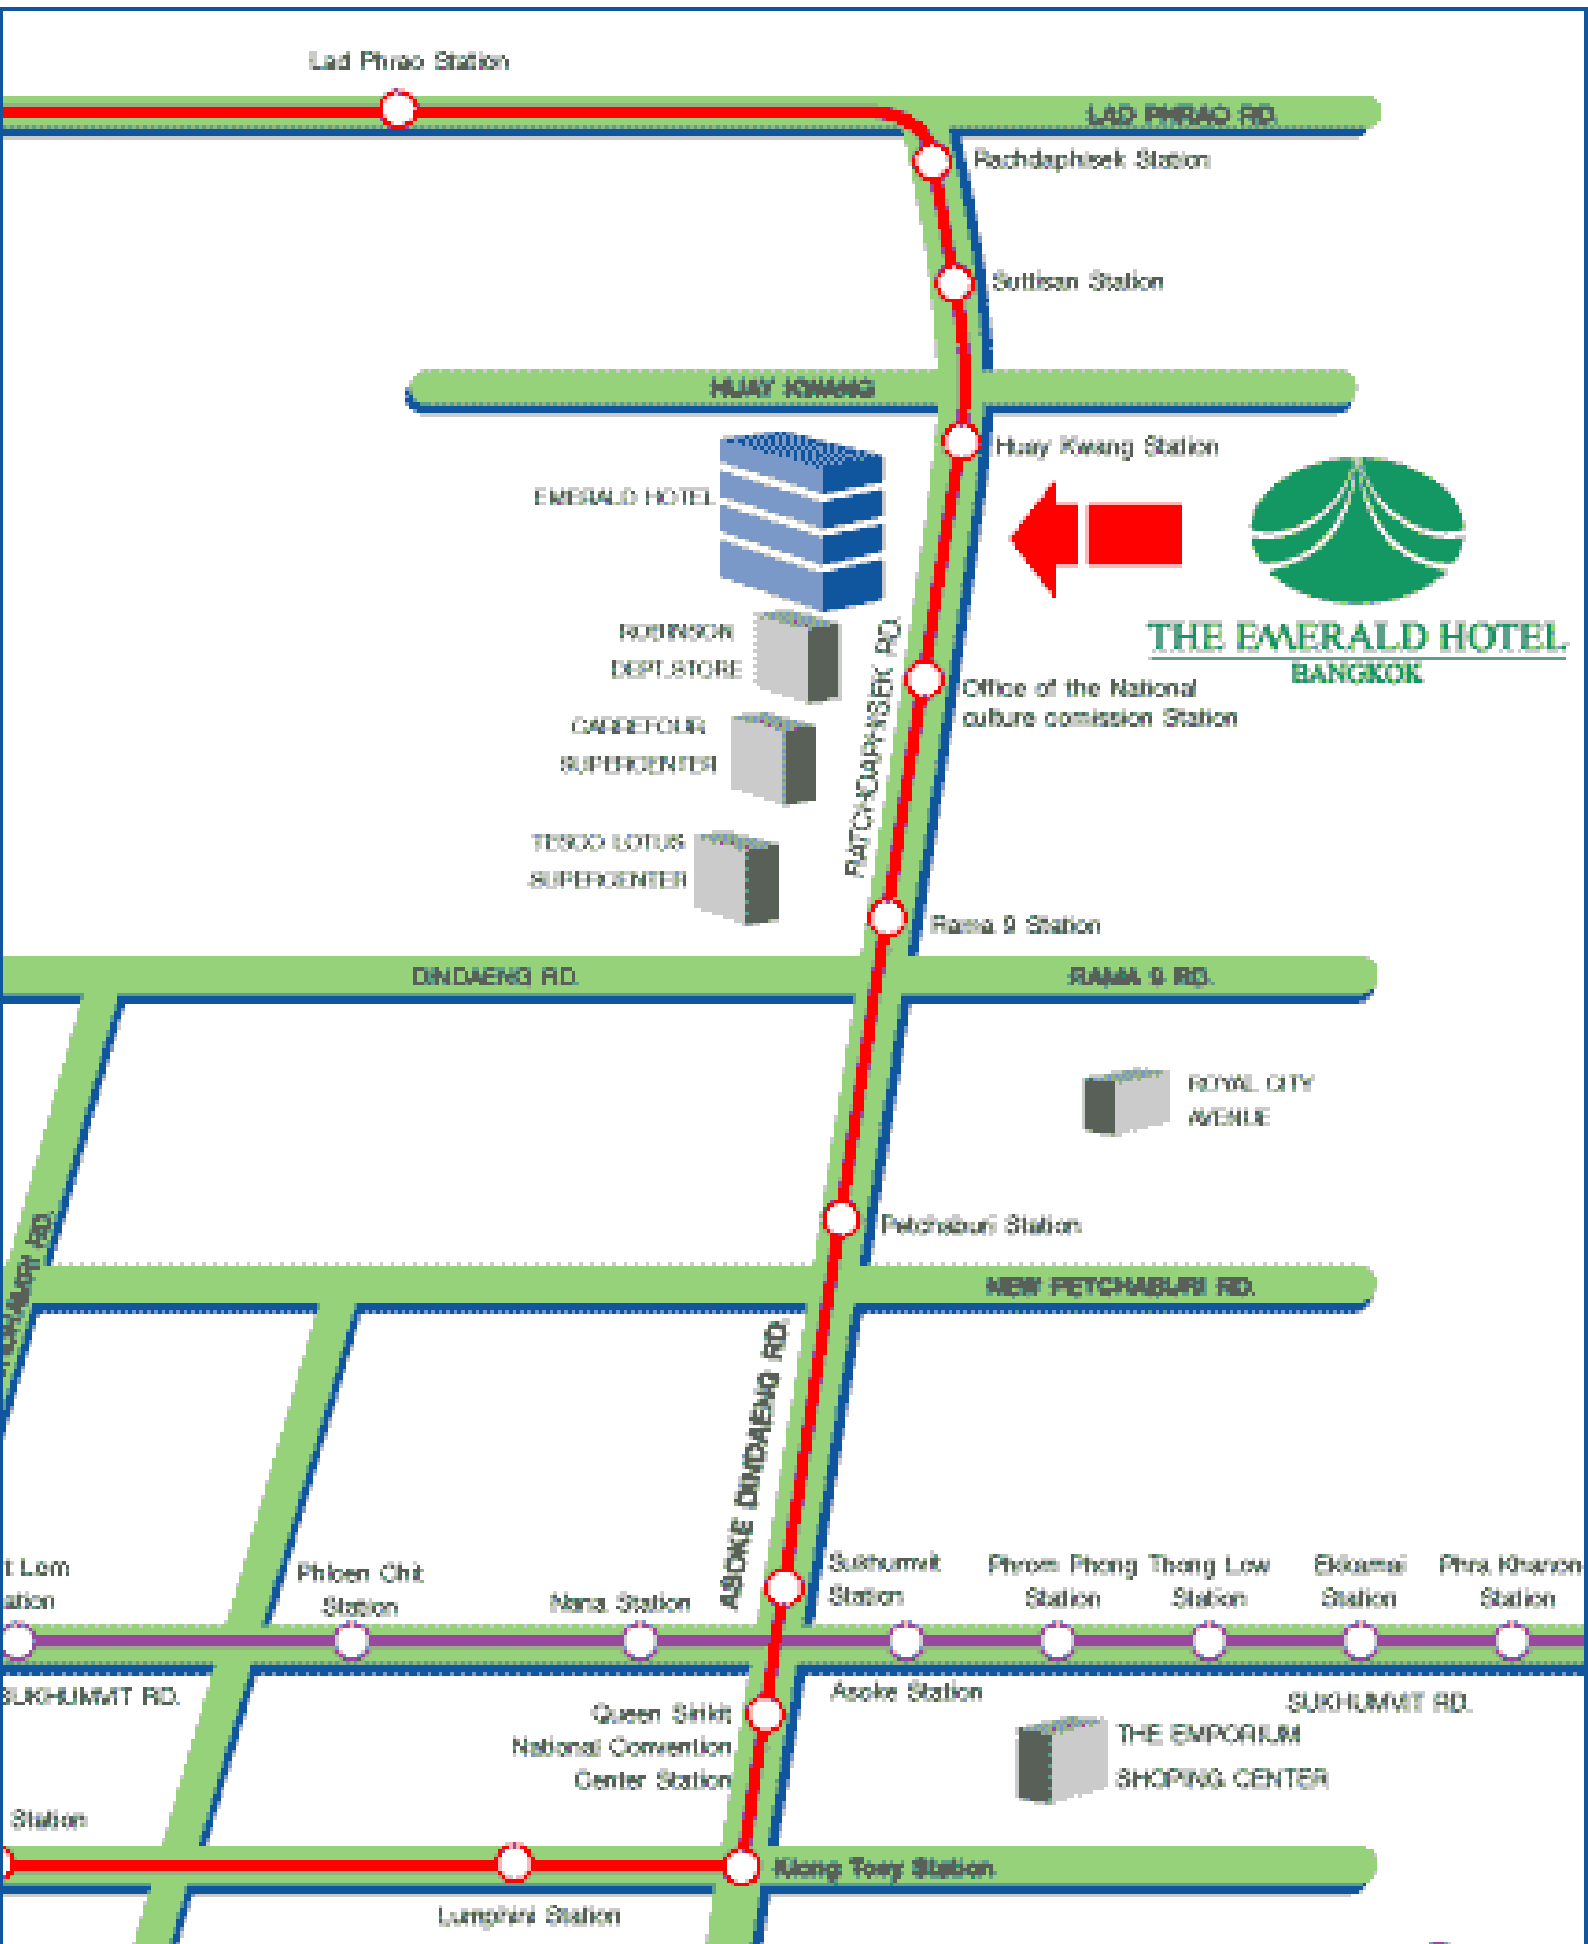 Lad Phrao Station
LAD PHRAO RD.
Rachdaphisek Station
Suttisan Station
HUAY KWANG
Huay Kwang Station
EMERALD HOTEL
THE EMERALD HOTEL
BANGKOK
ROBINSON
DEPT.STORE
RATCHDAPHISEK RD.
Office of the National
culture comission Station
CARREFOUR
SUPERCENTER
TESCO LOTUS
SUPERCENTER
Rama 9 Station
DINDAENG RD.
RAMA 9 RD.
ROYAL CITY
AVENUE
Petchaburi Station
RD.
NEW PETCHABURI RD.
ASOKE DINDAENG RD.
t Lom
ation
Phloen Chit
Station
Nana Station
Sukhumvit
Station
Phrom Phong
Station
Thong Low
Station
Ekkamai
Station
Phra Khanon
Station
SUKHUMVIT RD.
Asoke Station
SUKHUMVIT RD.
Queen Sirikit
National Convention
Center Station
THE EMPORIUM
SHOPING CENTER
Station
Klong Toey Station
Lumphini Station